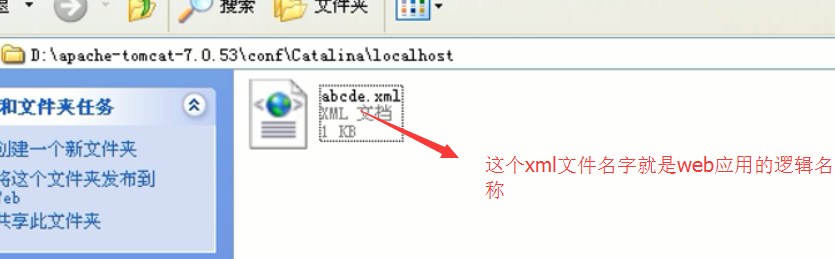 搜索
文件夹
D:\apache-tomcat-7.0.53\conf\Catalina\localhost
和文件夹任务
创建一个新文件夹
将这个文件夹发布到
Web
共享此文件夹
abcde.xml
XML 文档
1 KB
这个xml文件名字就是web应用的逻辑名
称